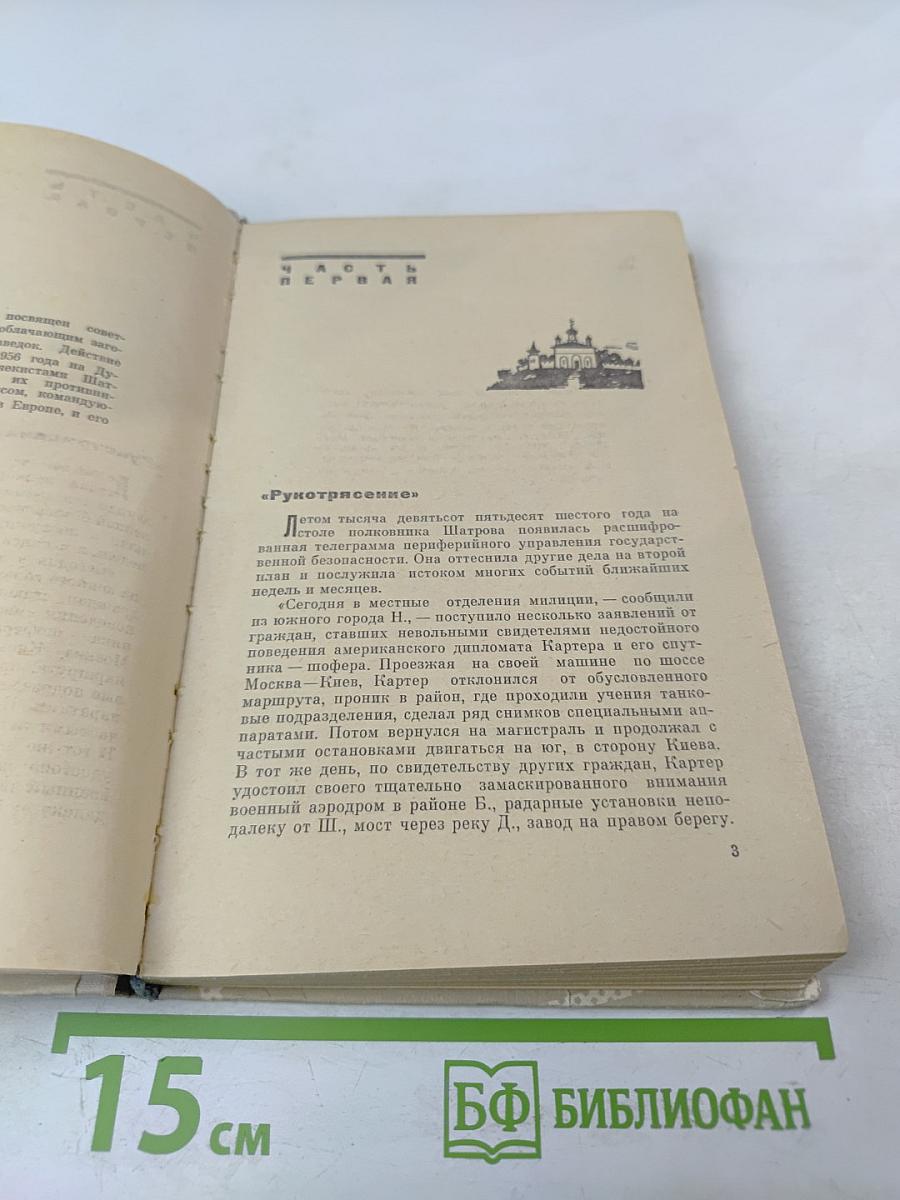 посвящен совет-
облачающим заго-
ведок. Действие
956 года на Ду-
чекистами Шат-
их противни-
сом, командую-
в Европе, и его
ЧАСТЬ
ПЕРВАЯ
«Рукотрясение»
Летом тысяча девятьсот пятьдесят шестого года на
столе полковника Шатрова появилась расшифро-
ванная телеграмма периферийного управления государст-
венной безопасности. Она оттеснила другие дела на второй
план и послужила истоком многих событий ближайших
недель и месяцев.
«Сегодня в местные отделения милиции, — сообщили
из южного города Н., — поступило несколько заявлений от
граждан, ставших невольными свидетелями недостойного
поведения американского дипломата Картера и его спут-
ника — шофера. Проезжая на своей машине по шоссе
Москва—Киев, Картер отклонился от обусловленного
маршрута, проник в район, где проходили учения танко-
вые подразделения, сделал ряд снимков специальными ап-
паратами. Потом вернулся на магистраль и продолжал с
частыми остановками двигаться на юг, в сторону Киева.
В тот же день, по свидетельству других граждан, Картер
удостоил своего тщательно замаскированного внимания
военный аэродром в районе Б., радарные установки непо-
далеку от Ш., мост через реку Д., завод на правом берегу.
3
15 см
БФ БИБЛИОФАН